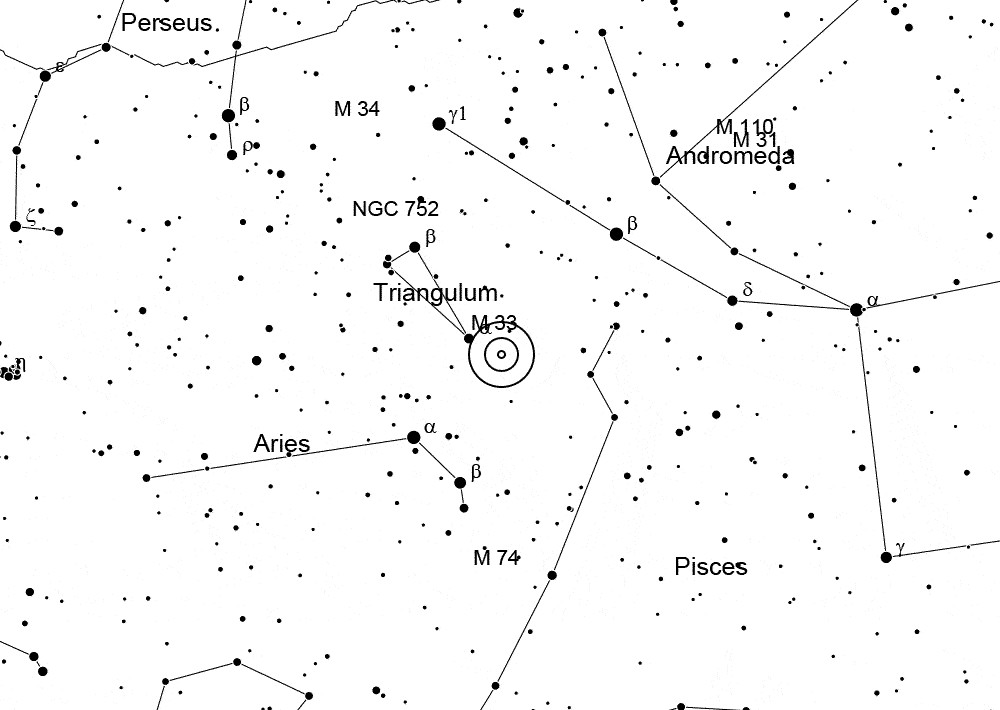 Perseus
ε
β
M 34
γ1
ρ
M 110
M 31
Andromeda
NGC 752
ζ
β
β
Triangulum
δ
α
M 33
α
η
α
Aries
β
M 74
Pisces
γ